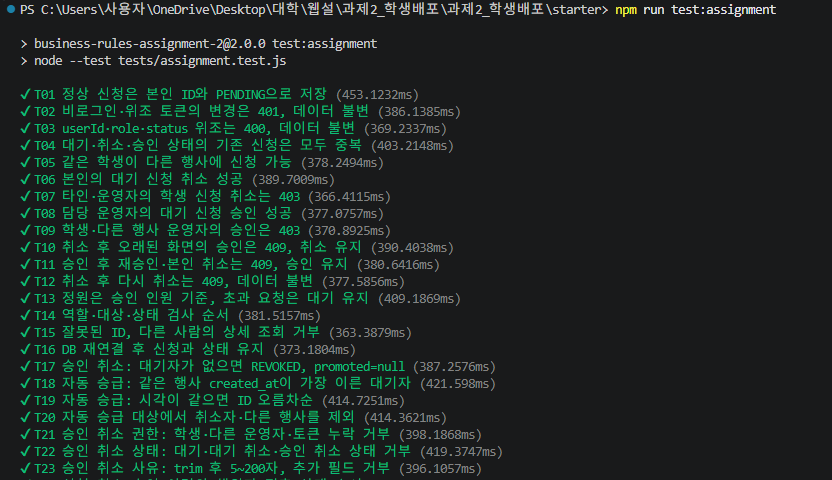 PS C:\Users\사용자\OneDrive\Desktop\대학\웹설\과제2_학생배포\과제2_학생배포\starter> npm run test:assignment
> business-rules-assignment-2@2.0.0 test:assignment
> node --test tests/assignment.test.js
✔ T01 정상 신청은 본인 ID와 PENDING으로 저장 (453.1232ms)
✔ T02 비로그인·위조 토큰의 변경은 401, 데이터 불변 (386.1385ms)
✔ T03 userId·role·status 위조는 400, 데이터 불변 (369.2337ms)
✔ T04 대기·취소·승인 상태의 기존 신청은 모두 중복 (403.2148ms)
✔ T05 같은 학생이 다른 행사에 신청 가능 (378.2494ms)
✔ T06 본인의 대기 신청 취소 성공 (389.7009ms)
✔ T07 타인·운영자의 학생 신청 취소는 403 (366.4115ms)
✔ T08 담당 운영자의 대기 신청 승인 성공 (377.0757ms)
✔ T09 학생·다른 행사 운영자의 승인은 403 (370.8925ms)
✔ T10 취소 후 오래된 화면의 승인은 409, 취소 유지 (390.4038ms)
✔ T11 승인 후 재승인·본인 취소는 409, 승인 유지 (380.6416ms)
✔ T12 취소 후 다시 취소는 409, 데이터 불변 (377.5856ms)
✔ T13 정원은 승인 인원 기준, 초과 요청은 대기 유지 (409.1869ms)
✔ T14 역할·대상·상태 검사 순서 (381.5157ms)
✔ T15 잘못된 ID, 다른 사람의 상세 조회 거부 (363.3879ms)
✔ T16 DB 재연결 후 신청과 상태 유지 (373.1804ms)
✔ T17 승인 취소: 대기자가 없으면 REVOKED, promoted=null (387.2576ms)
✔ T18 자동 승급: 같은 행사 created_at이 가장 이른 대기자 (421.598ms)
✔ T19 자동 승급: 시각이 같으면 ID 오름차순 (414.7251ms)
✔ T20 자동 승급 대상에서 취소자·다른 행사를 제외 (414.3621ms)
✔ T21 승인 취소 권한: 학생·다른 운영자·토큰 누락 거부 (398.1868ms)
✔ T22 승인 취소 상태: 대기·대기 취소·승인 취소 상태 거부 (419.3747ms)
✔ T23 승인 취소 사유: trim 후 5~200자, 추가 필드 거부 (396.1057ms)